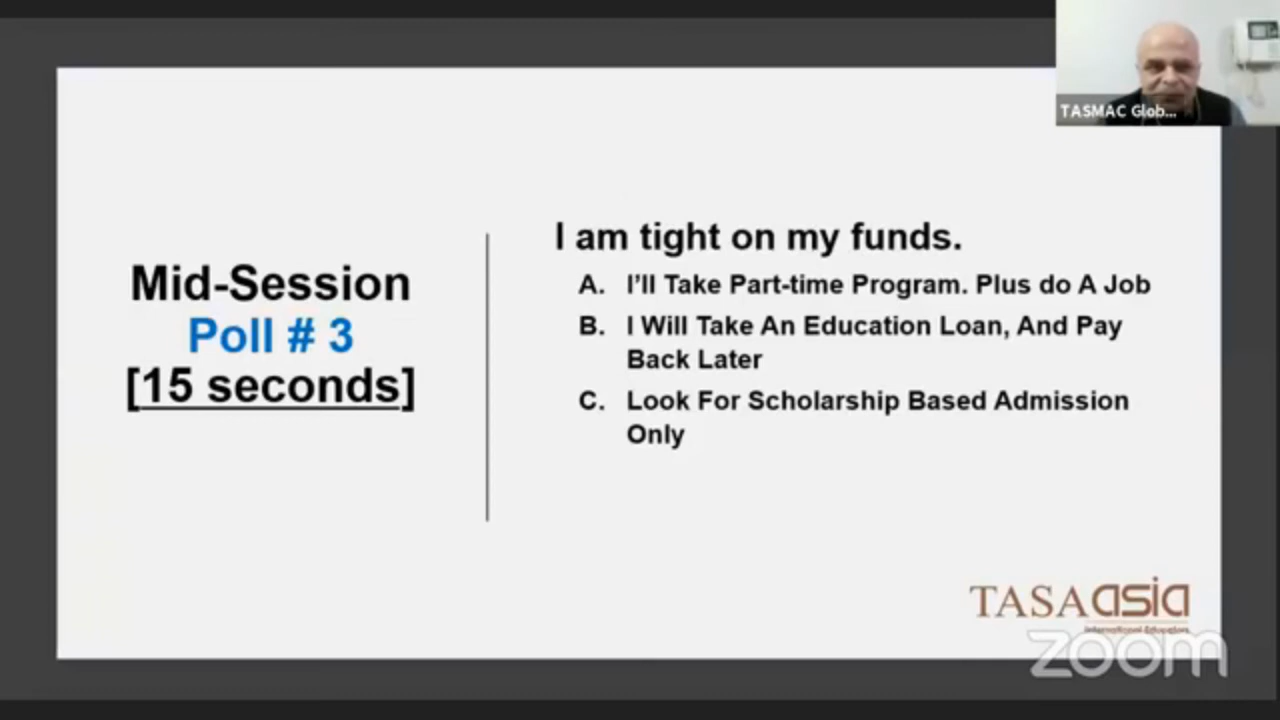 TASMAC Glob...
Mid-Session
Poll # 3
[15 seconds]
I am tight on my funds.
A. I'll Take Part-time Program. Plus do A Job
B. I Will Take An Education Loan, And Pay
Back Later
C. Look For Scholarship Based Admission
Only
TASAasia
International Educators
zoom